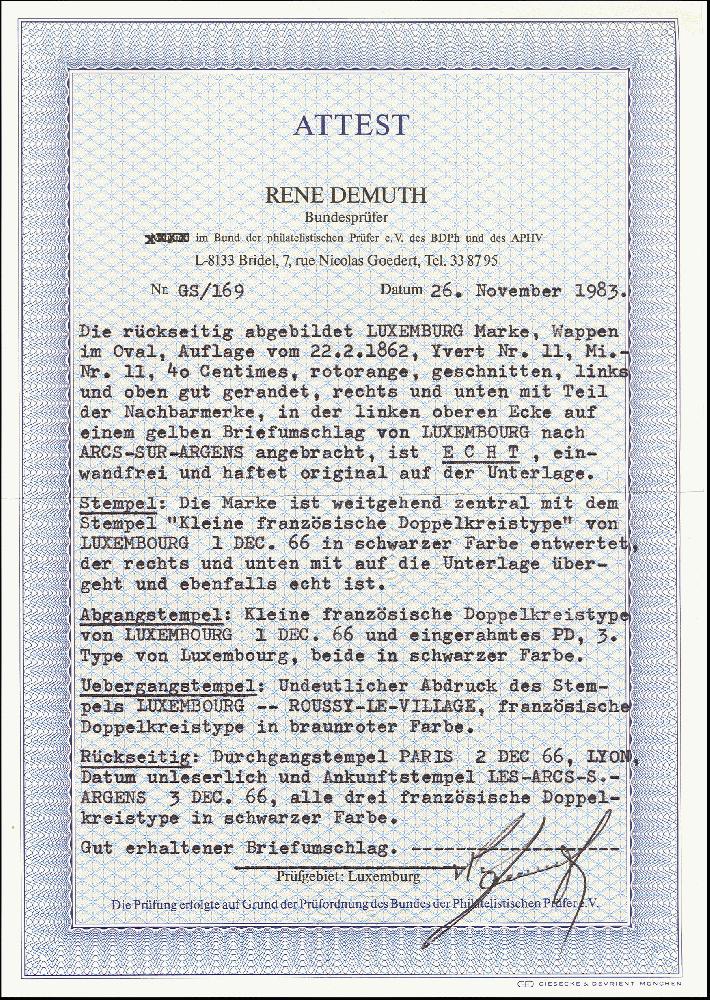 ATTEST
RENE DEMUTH
Bundesprüfer
im Bund der philatelistischen Prüfer e.V. des BDPh und des APHV
L-8133 Bridel, 7, rue Nicolas Goedert, Tel. 33 87 95
Nr. GS/169 Datum 26. November 1983.
Die rückseitig abgebildet LUXEMBURG Marke, Wappen
im Oval, Auflage vom 22.2.1862, Yvert Nr. 11, Mi.-
Nr. 11, 4o Centimes, rotorange, geschnitten, links
und oben gut gerandet, rechts und unten mit Teil
der Nachbarmerke, in der linken oberen Ecke auf
einem gelben Briefumschlag von LUXEMBOURG nach
ARCS-SUR-ARGENS angebracht, ist E C H T , ein-
wandfrei und haftet original auf der Unterlage.
Stempel: Die Marke ist weitgehend zentral mit dem
Stempel "Kleine französische Doppelkreistype" von
LUXEMBOURG 1 DEC. 66 in schwarzer Farbe entwertet,
der rechts und unten mit auf die Unterlage über-
geht und ebenfalls echt ist.
Abgangstempel: Kleine französische Doppelkreistype
von LUXEMBOURG 1 DEC. 66 und eingerahmtes PD, 3.
Type von Luxembourg, beide in schwarzer Farbe.
Uebergangstempel: Undeutlicher Abdruck des Stem-
pels LUXEMBOURG -- ROUSSY-LE-VILLAGE, französische
Doppelkreistype in braunroter Farbe.
Rückseitig: Durchgangstempel PARIS 2 DEC 66, LYON,
Datum unleserlich und Ankunftstempel LES-ARCS-S.-
ARGENS 3 DEC. 66, alle drei französische Doppel-
kreistype in schwarzer Farbe.
Gut erhaltener Briefumschlag. -------------------
Prüfgebiet: Luxemburg
Die Prüfung erfolgte auf Grund der Prüfordnung des Bundes der Philatelistischen Prüfer e.V.
GIESECKE & DEVRIENT MÜNCHEN